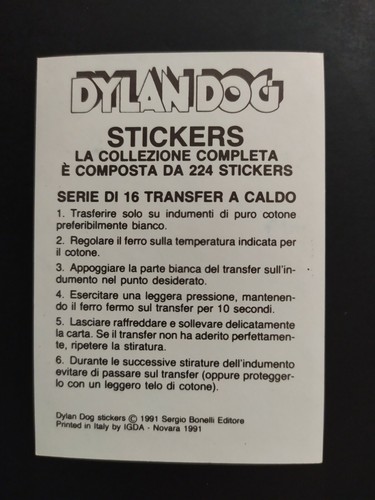 DYLAN DOG
STICKERS
LA COLLEZIONE COMPLETA
È COMPOSTA DA 224 STICKERS
SERIE DI 16 TRANSFER A CALDO
1. Trasferire solo su indumenti di puro cotone
preferibilmente bianco.
2. Regolare il ferro sulla temperatura indicata per
il cotone.
3. Appoggiare la parte bianca del transfer sull'in-
dumento nel punto desiderato.
4. Esercitare una leggera pressione, mantenen-
do il ferro fermo sul transfer per 10 secondi.
5. Lasciare raffreddare e sollevare delicatamente
la carta. Se il transfer non ha aderito perfettamen-
te, ripetere la stiratura.
6. Durante le successive stirature dell'indumento
evitare di passare sul transfer (oppure protegger-
lo con un leggero telo di cotone).
Dylan Dog stickers © 1991 Sergio Bonelli Editore
Printed in Italy by IGDA - Novara 1991